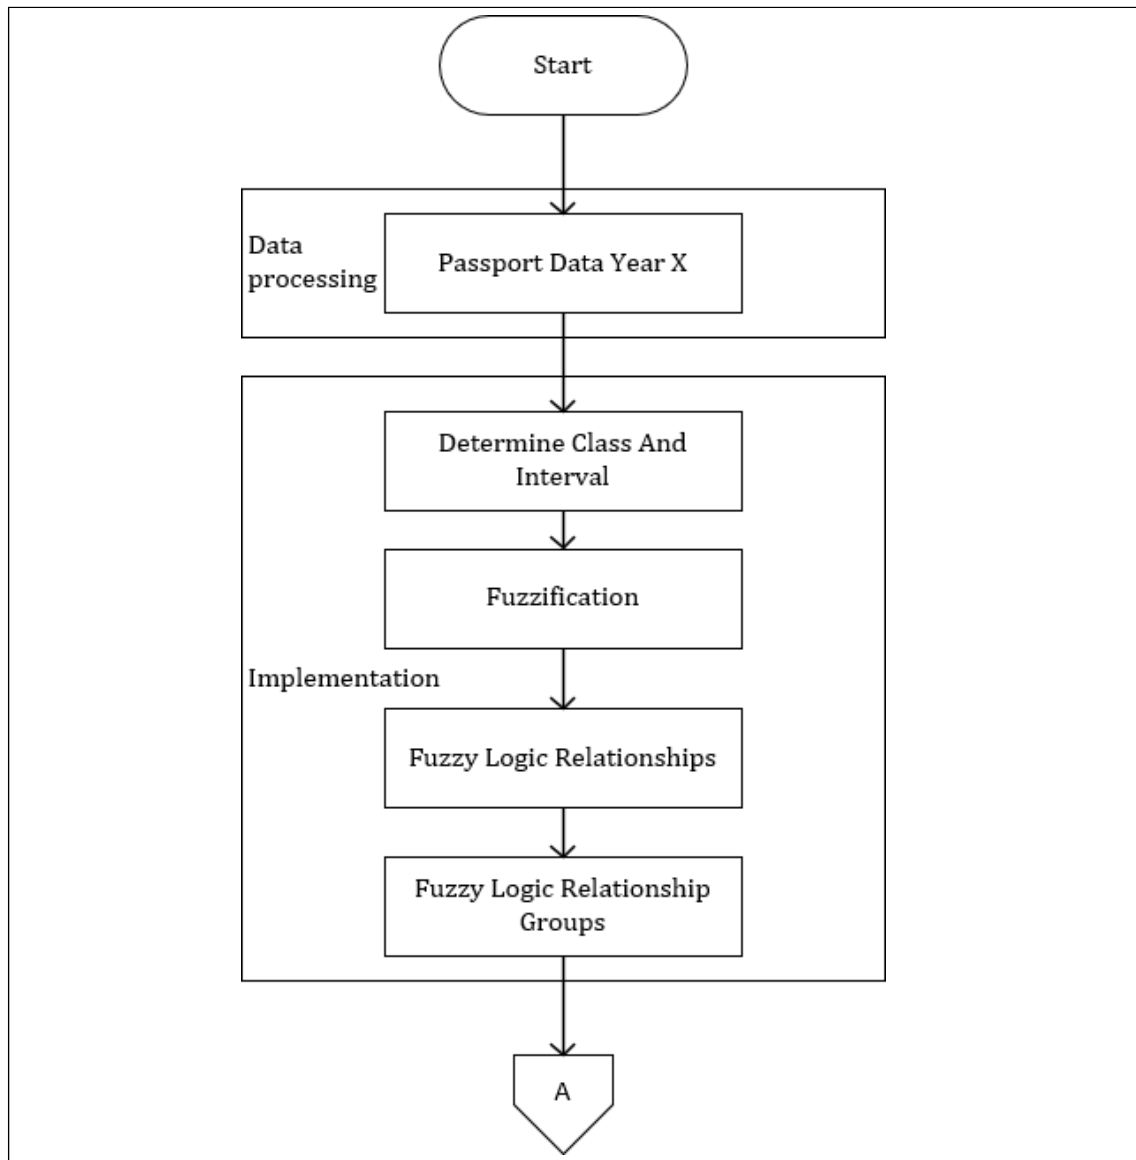 Start
Data
processing
Passport Data Year X
Determine Class And
Interval
Fuzzification
Implementation
Fuzzy Logic Relationships
Fuzzy Logic Relationship
Groups
A